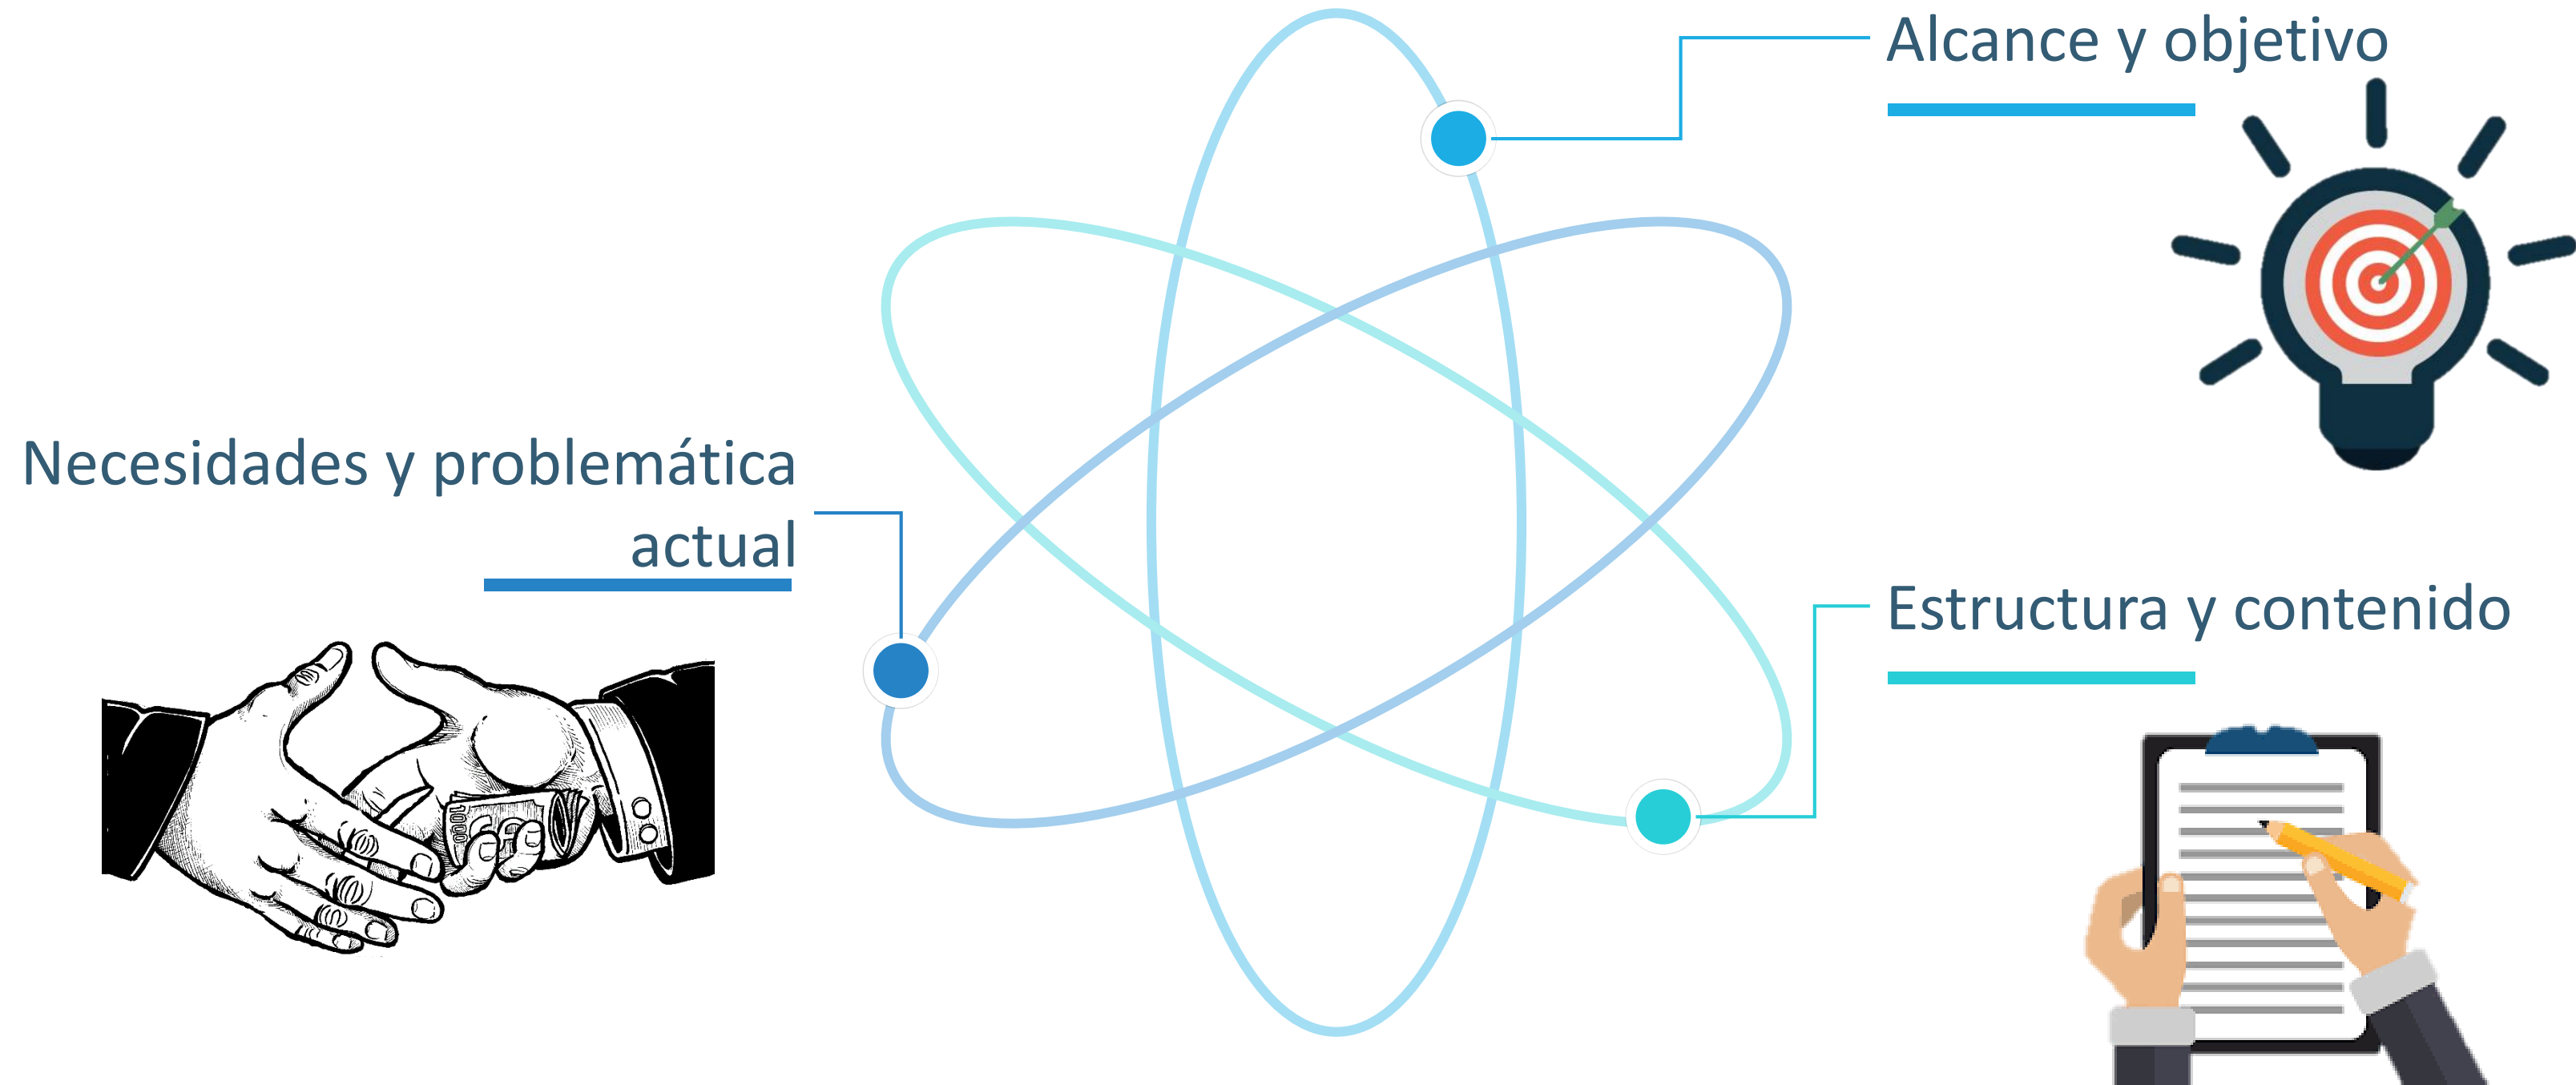 Alcance y objetivo
Necesidades y problemática
actual
Estructura y contenido